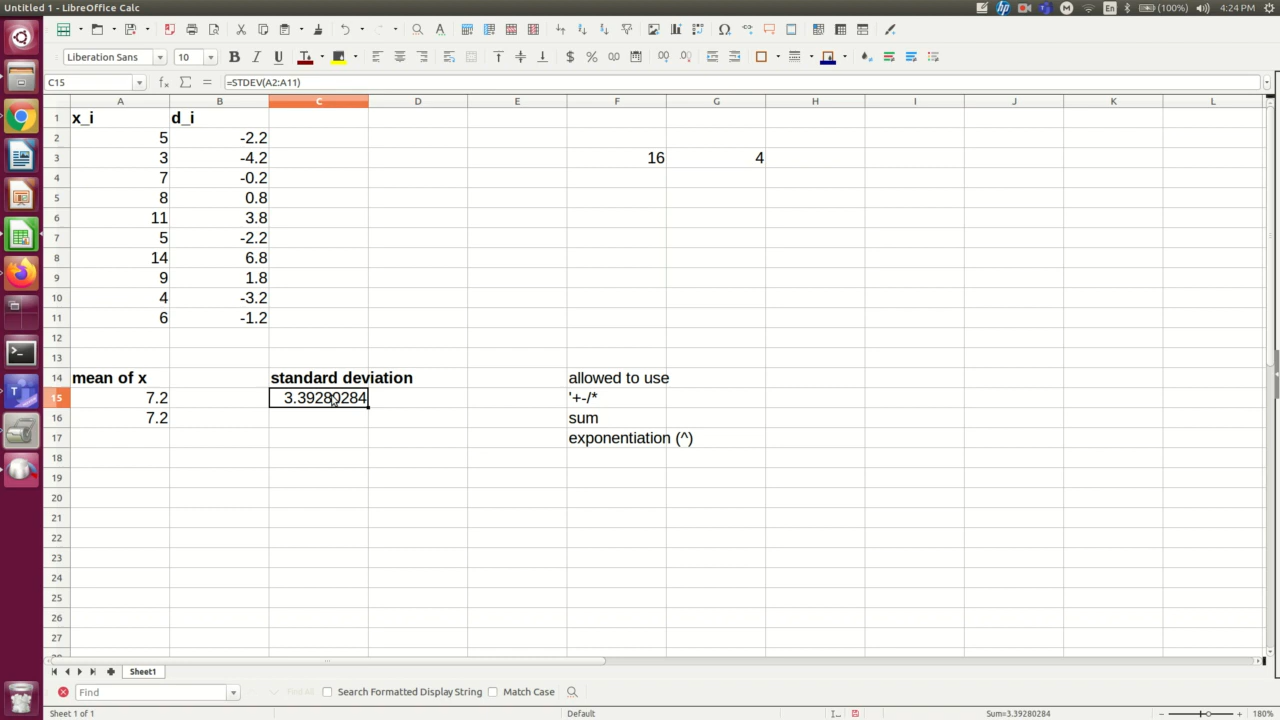 Untitled 1 - LibreOffice Calc
En
(100%)
4:24 PM
Liberation Sans
C15
=STDEV(A2:A11)
A B C D E F G H I J K L
1 x_i d_i
2 5 -2.2
3 3 -4.2 16 4
4 7 -0.2
5 8 0.8
6 11 3.8
7 5 -2.2
8 14 6.8
9 9 1.8
10 4 -3.2
11 6 -1.2
12
13
14 mean of x standard deviation allowed to use
15 7.2 3.39280284 '+-/*
16 7.2 sum
17 exponentiation (^)
18
19
20
21
22
23
24
25
26
27
Sheet1
Find
Find All
Search Formatted Display String
Match Case
Sheet 1 of 1
Default
Sum=3.39280284
180%